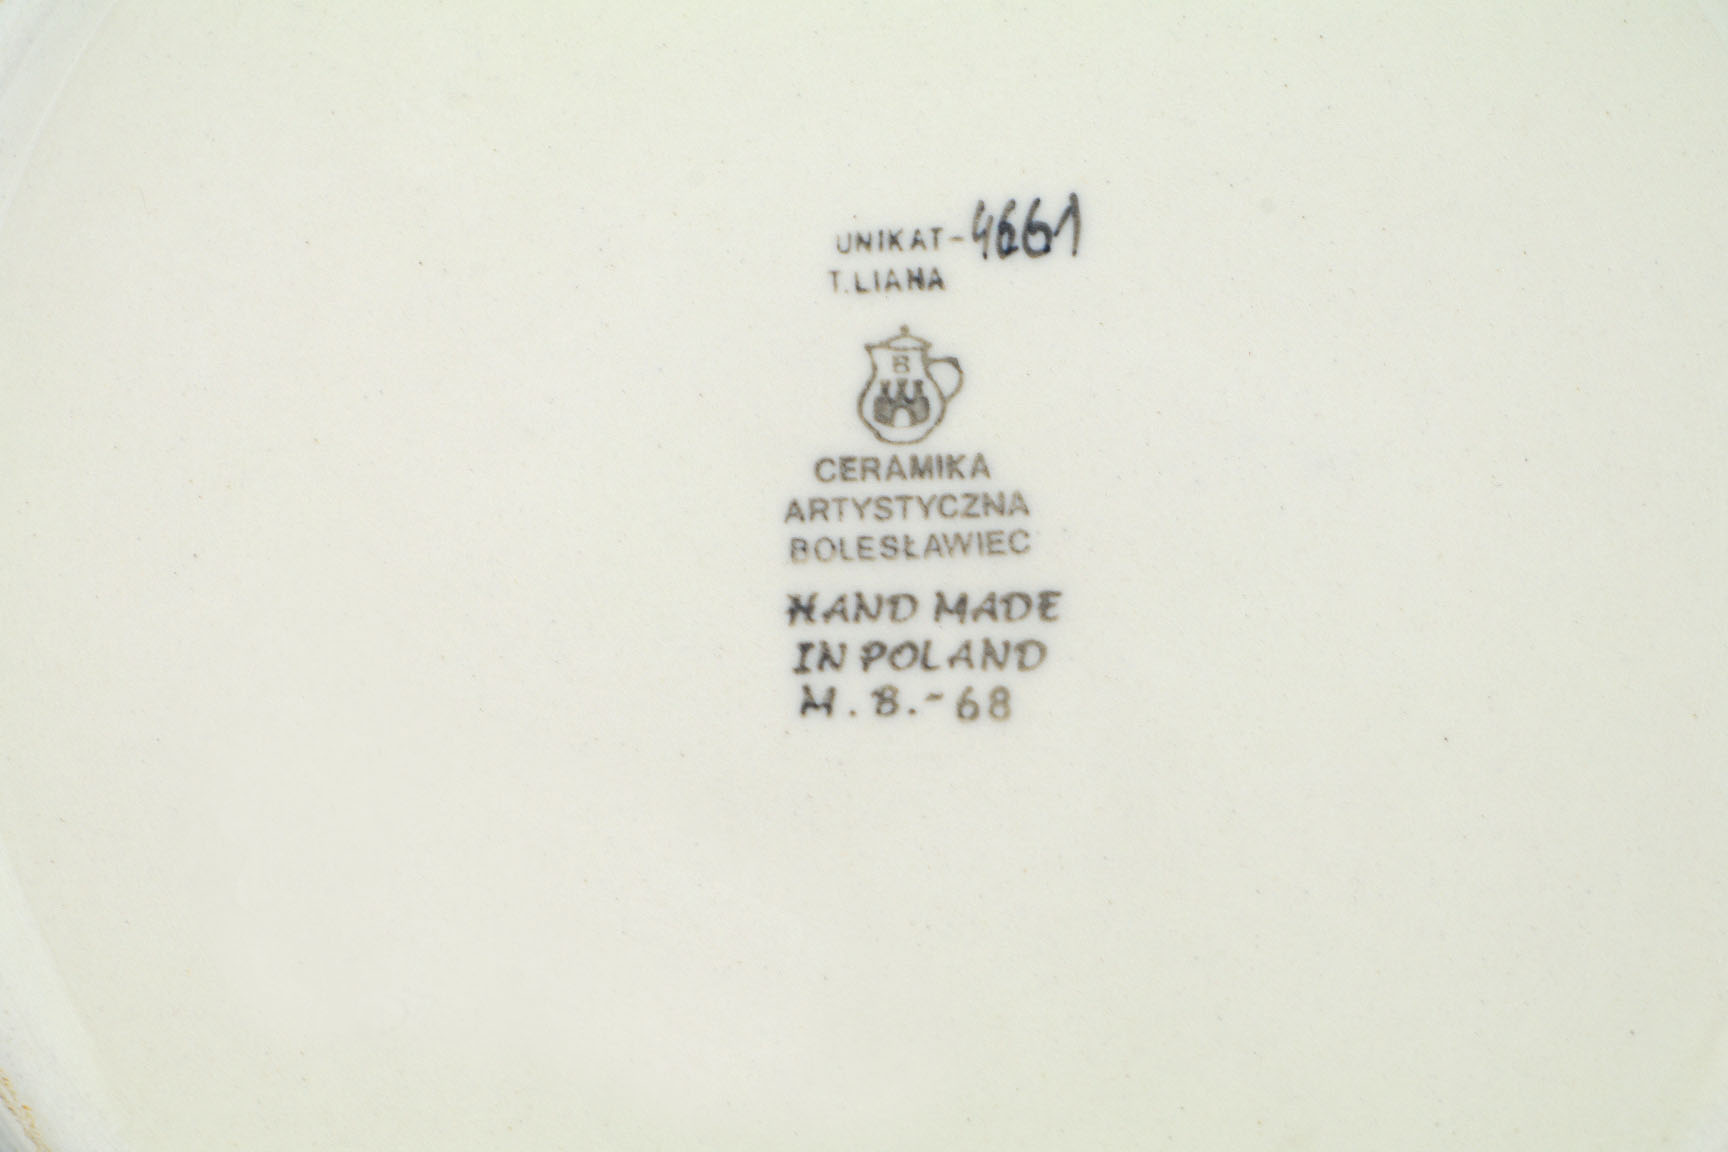 UNIKAT-4661
T.LIANA
B
CERAMIKA
ARTYSTYCZNA
BOLESŁAWIEC
HAND MADE
IN POLAND
M.B.-68